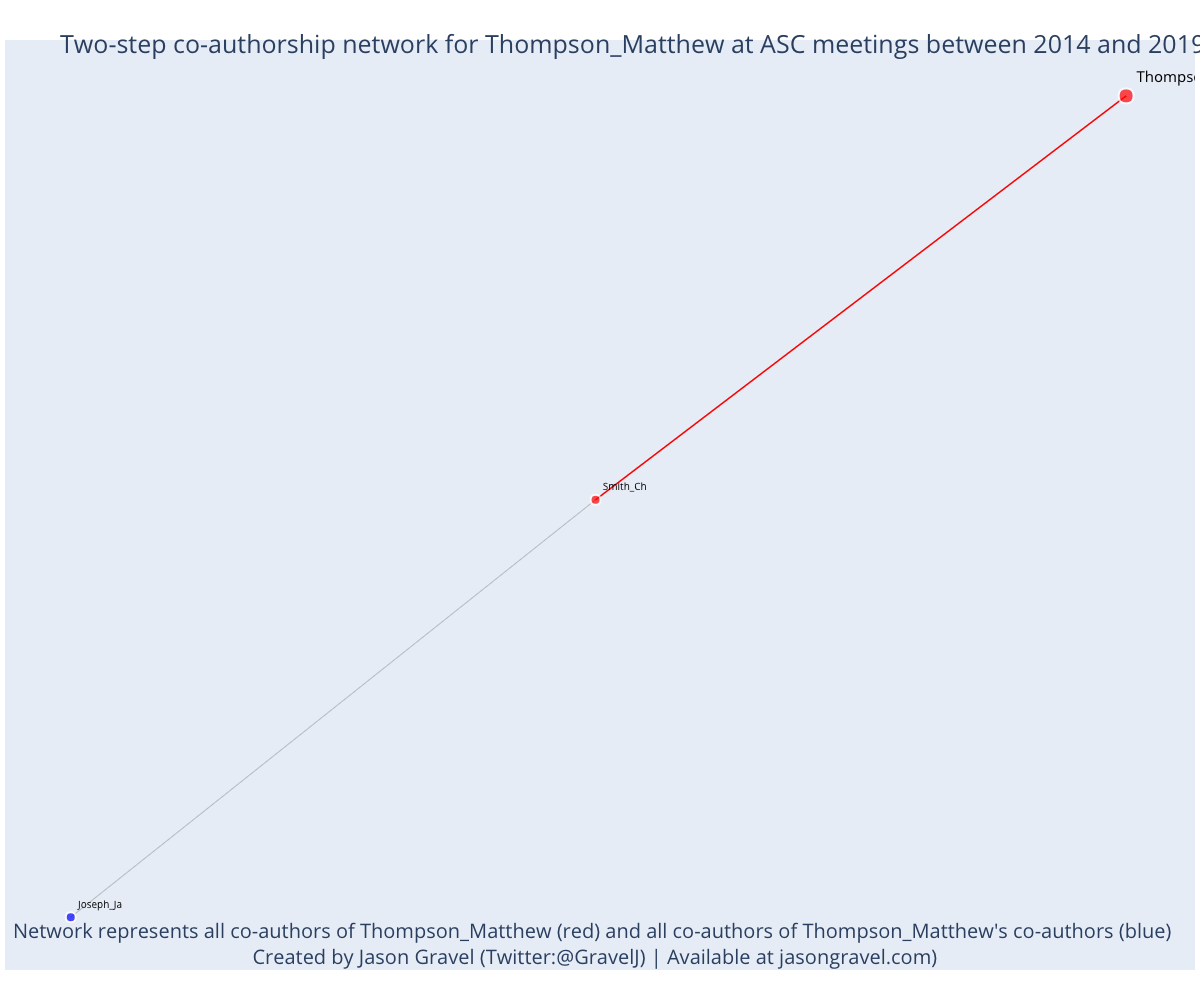 Two-step co-authorship network for Thompson_Matthew at ASC meetings between 2014 and 2019
Thompso
Smith_Ch
Joseph_Ja
Network represents all co-authors of Thompson_Matthew (red) and all co-authors of Thompson_Matthew's co-authors (blue)
Created by Jason Gravel (Twitter:@GravelJ) | Available at jasongravel.com)